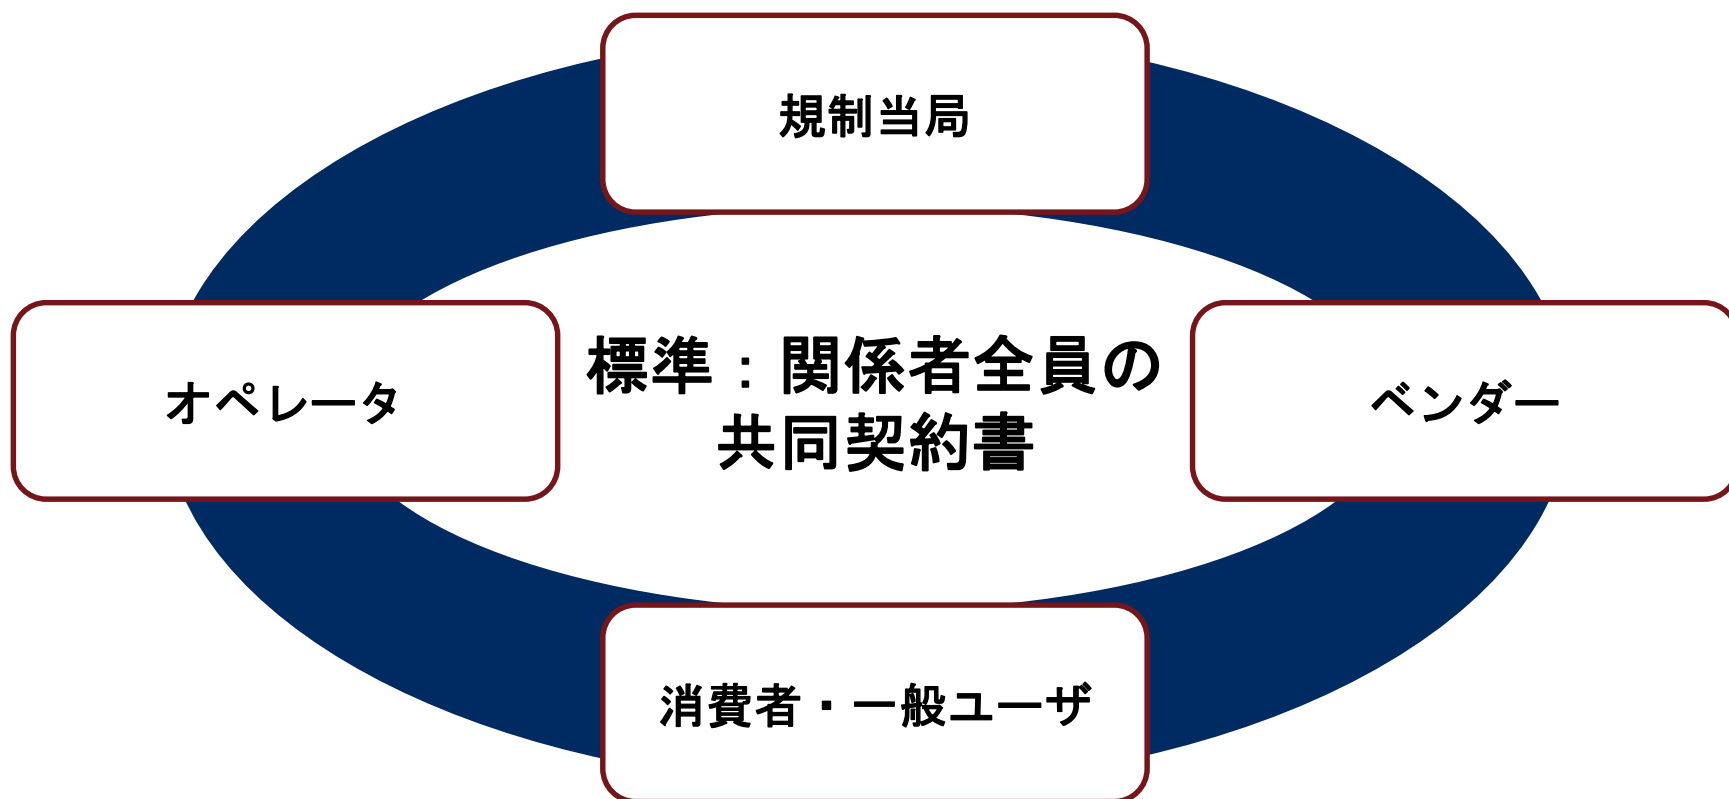 規制当局
オペレータ
標準：関係者全員の
共同契約書
ベンダー
消費者・一般ユーザ